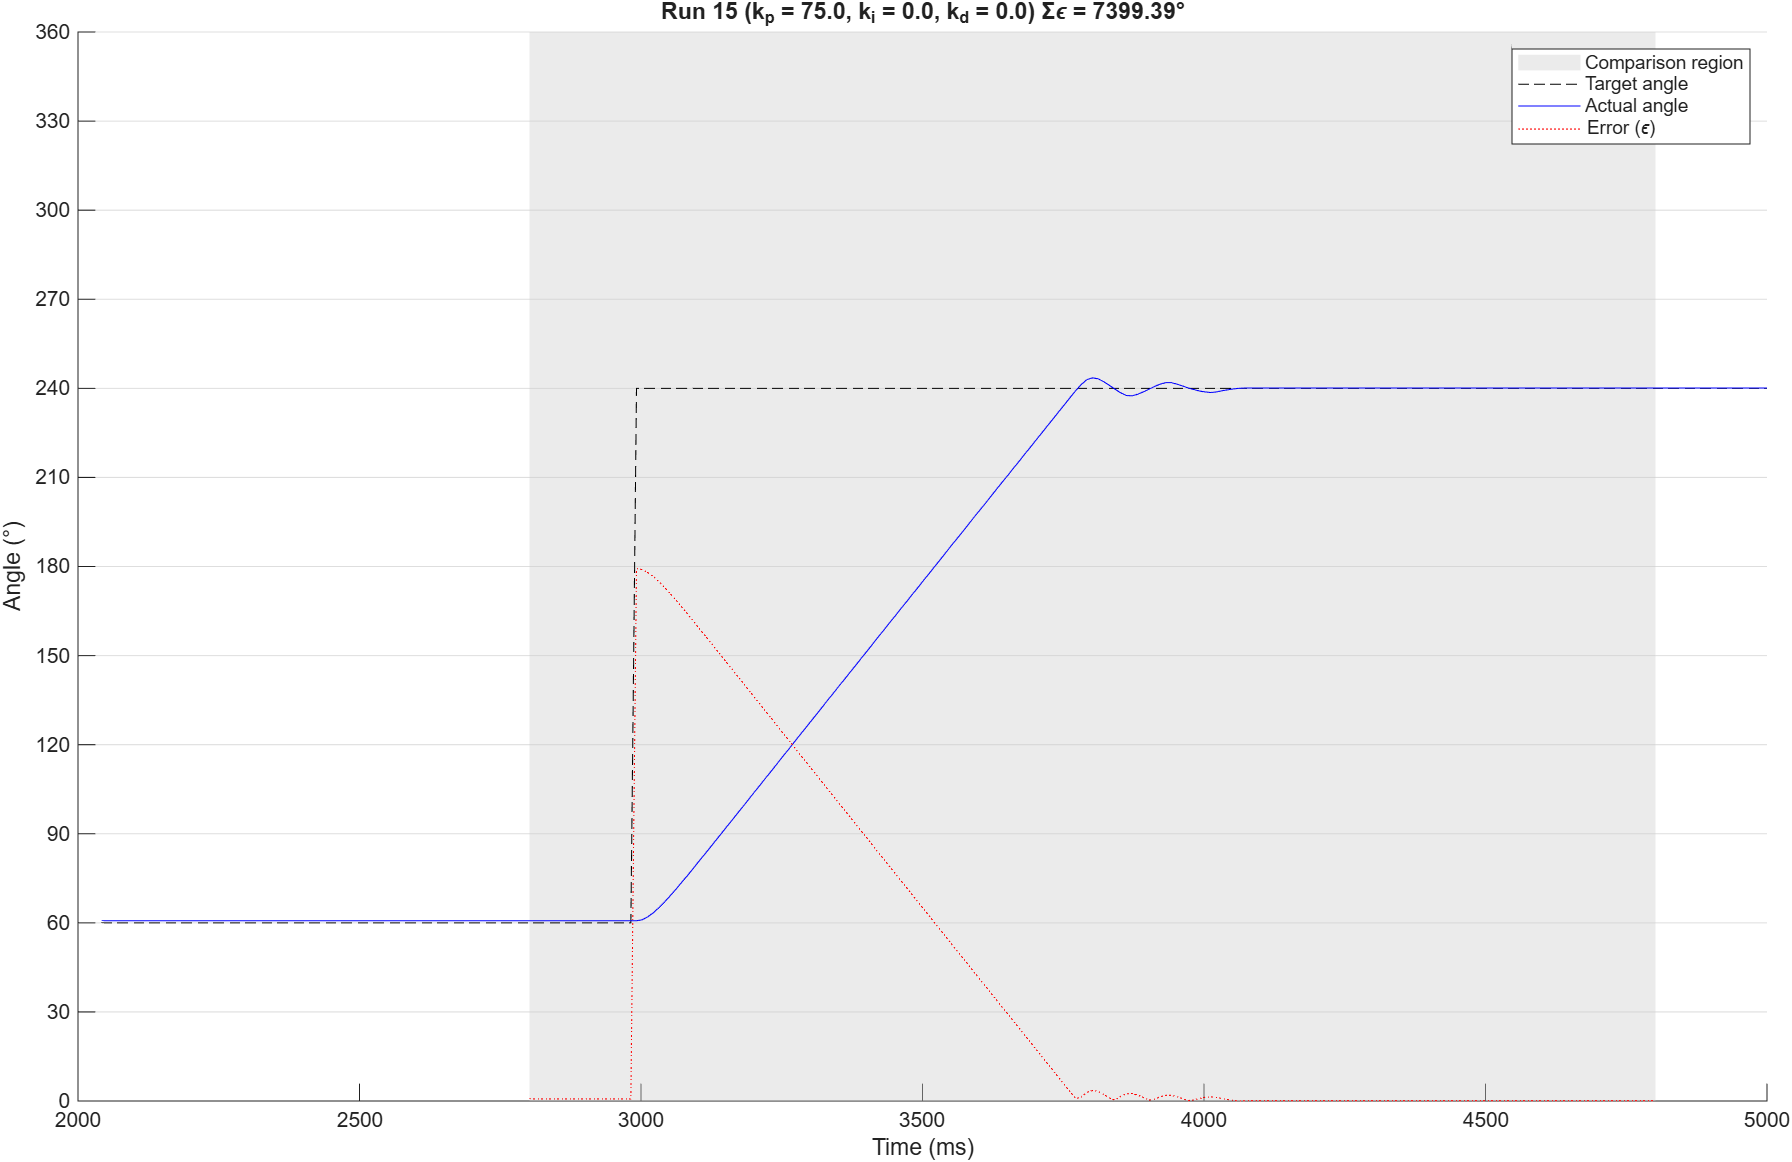 Run 15 (kp = 75.0, ki = 0.0, kd = 0.0) Σϵ = 7399.39°
360
330
300
270
240
210
180
150
120
90
60
30
0
Angle (°)
Comparison region
Target angle
Actual angle
Error (ϵ)
2000 2500 3000 3500 4000 4500 5000
Time (ms)